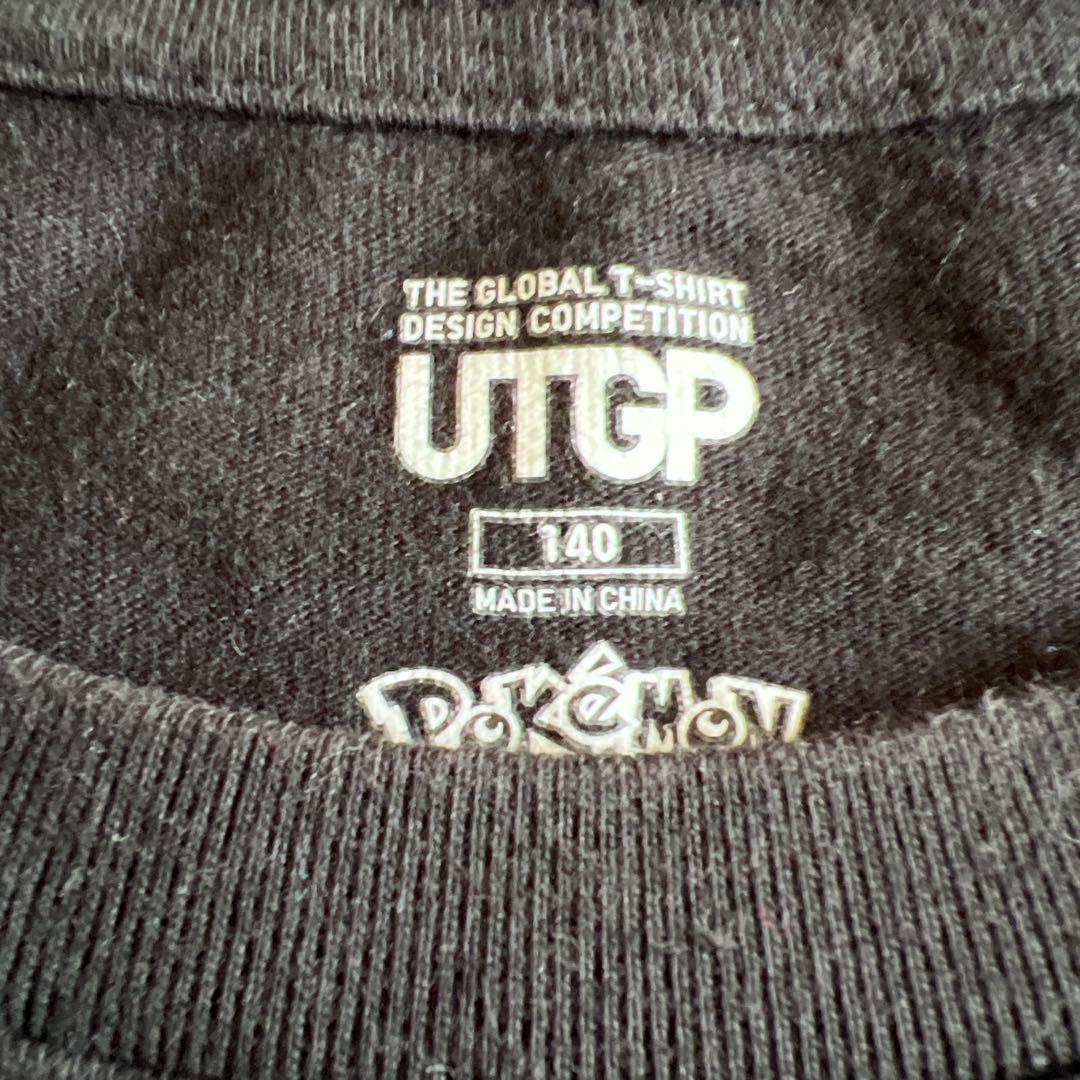 THE GLOBAL T-SHIRT
DESIGN COMPETITION
UTGP
140
MADE IN CHINA
POKéMON